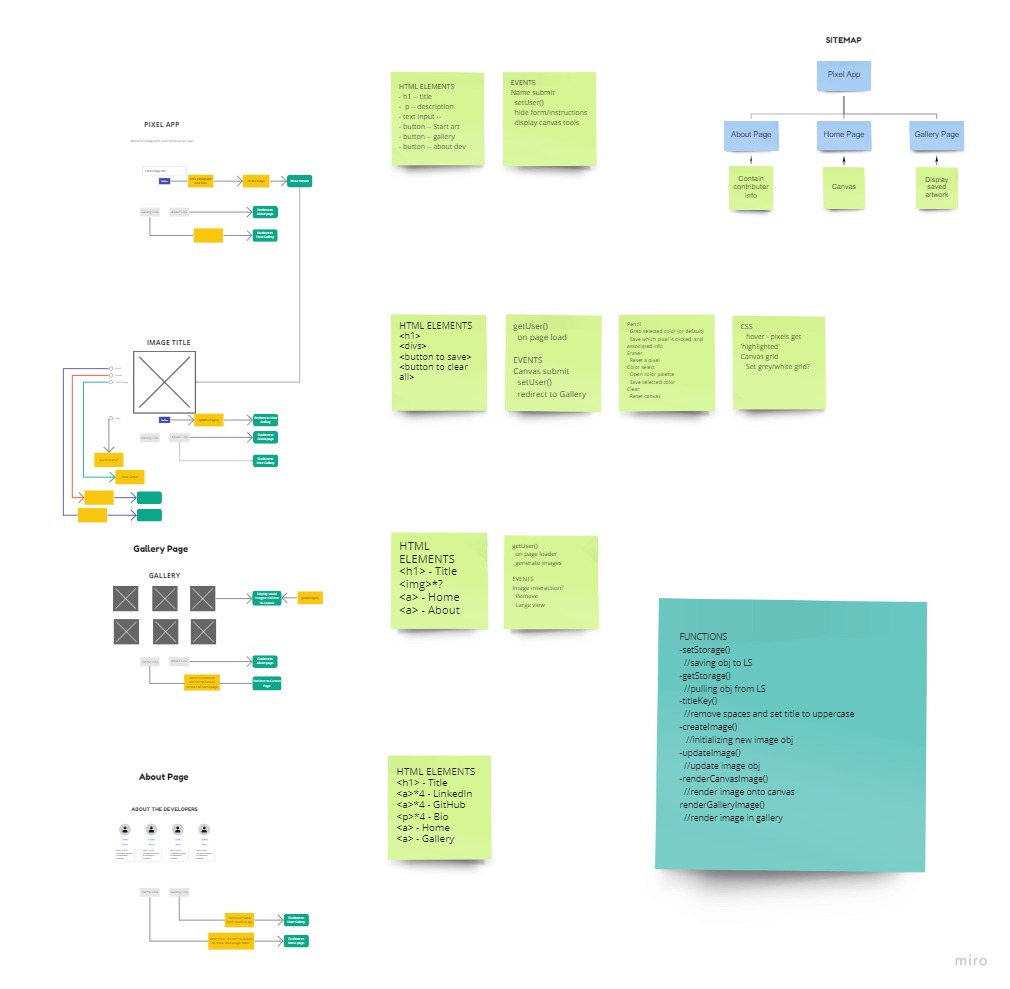 SITEMAP
Pixel App
About Page
Home Page
Gallery Page
Contain
contributer
info
Canvas
Display
saved
artwork
HTML ELEMENTS
- h1 -- title
- p -- description
- text input --
- button -- Start art
- button -- gallery
- button -- about dev
EVENTS
Name submit
setUser()
hide form/instructions
display canvas tools
PIXEL APP
IMAGE TITLE
HTML ELEMENTS
<h1>
<divs>
<button to save>
<button to clear
all>
getUser()
on page load
EVENTS
Canvas submit
setUser()
redirect to Gallery
Pencil
Grab selected color (or default)
Save which pixel is clicked, and
associated info
Eraser
Reset a pixel
Color select
Open color palette
Save selected color
Clear
Reset canvas
CSS
hover - pixels get
'highlighted'
Canvas grid
Set grey/white grid?
Gallery Page
GALLERY
HTML
ELEMENTS
<h1> - Title
<img>*?
<a> - Home
<a> - About
getUser()
on page loader
generate images
EVENTS
Image interaction?
Remove
Large view
FUNCTIONS
-setStorage()
//saving obj to LS
-getStorage()
//pulling obj from LS
-titleKey()
//remove spaces and set title to uppercase
-createImage()
//initializing new image obj
-updateImage()
//update image obj
-renderCanvasImage()
//render image onto canvas
renderGalleryImage()
//render image in gallery
About Page
ABOUT THE DEVELOPERS
HTML ELEMENTS
<h1> - Title
<a>*4 - LinkedIn
<a>*4 - GitHub
<p>*4 - Bio
<a> - Home
<a> - Gallery
miro